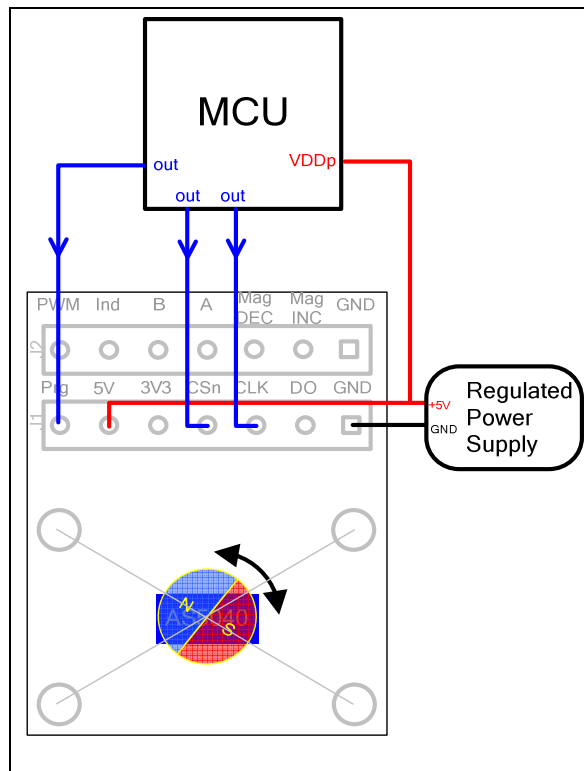 MCU
VDDp
out
out out
PWM Ind B A Mag DEC Mag INC GND
J2
Prg 5V 3V3 CSn CLK DO GND
J1
+5V
GND
Regulated
Power
Supply
AS5040
N
S